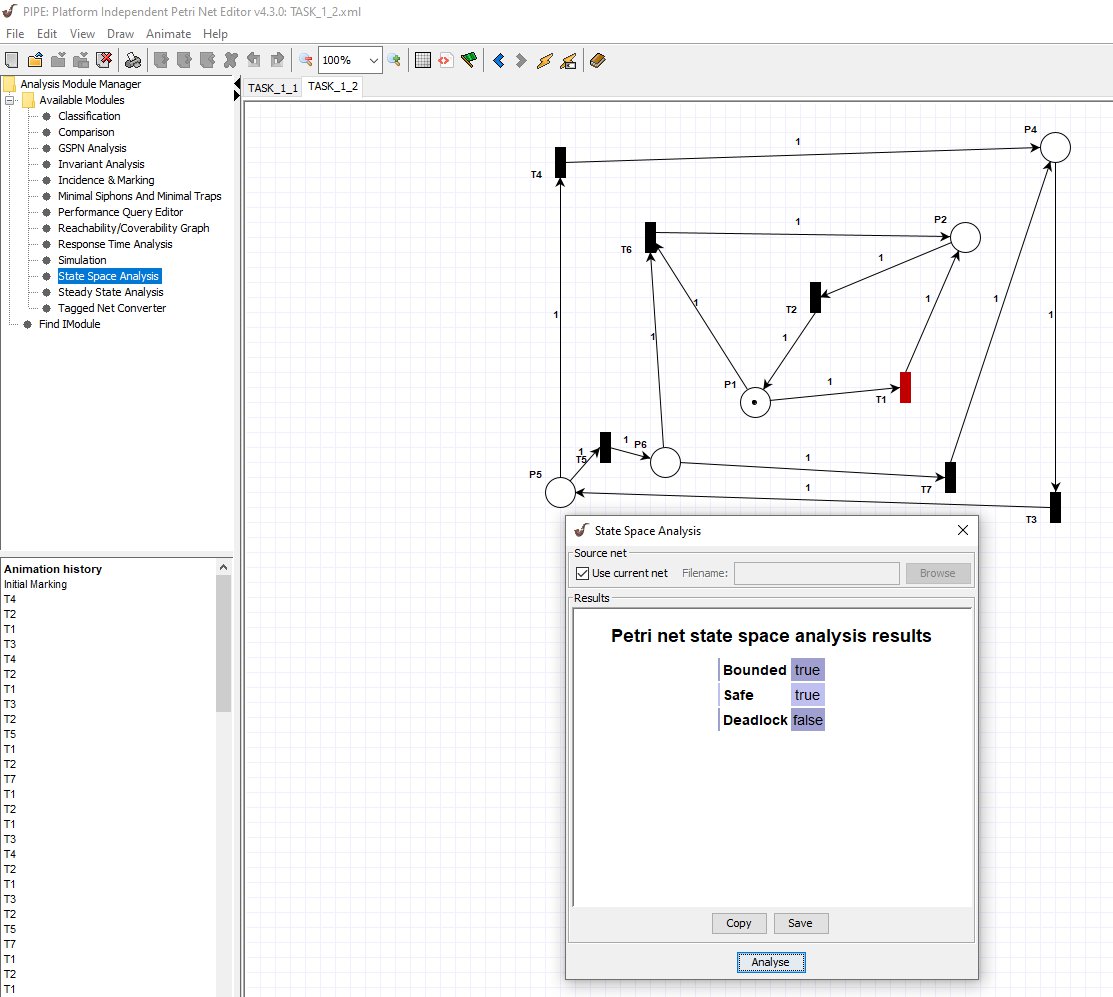 PIPE: Platform Independent Petri Net Editor v4.3.0: TASK_1_2.xml
File Edit View Draw Animate Help
100%
Analysis Module Manager
Available Modules
Classification
Comparison
GSPN Analysis
Invariant Analysis
Incidence & Marking
Minimal Siphons And Minimal Traps
Performance Query Editor
Reachability/Coverability Graph
Response Time Analysis
Simulation
State Space Analysis
Steady State Analysis
Tagged Net Converter
Find IModule
Animation history
Initial Marking
T4
T2
T1
T3
T4
T2
T1
T3
T2
T5
T1
T2
T7
T1
T2
T1
T3
T4
T2
T1
T3
T2
T5
T7
T1
T2
T1
TASK_1_1 TASK_1_2
P4
1
T4
P2
1
T6
1
T2
1
1
1
1
1
1
1
P1
1
T1
1
P6
1
T5
P5
1
T7
1
T3
State Space Analysis
Source net
Use current net Filename: Browse
Results
Petri net state space analysis results
Bounded true
Safe true
Deadlock false
Copy Save
Analyse